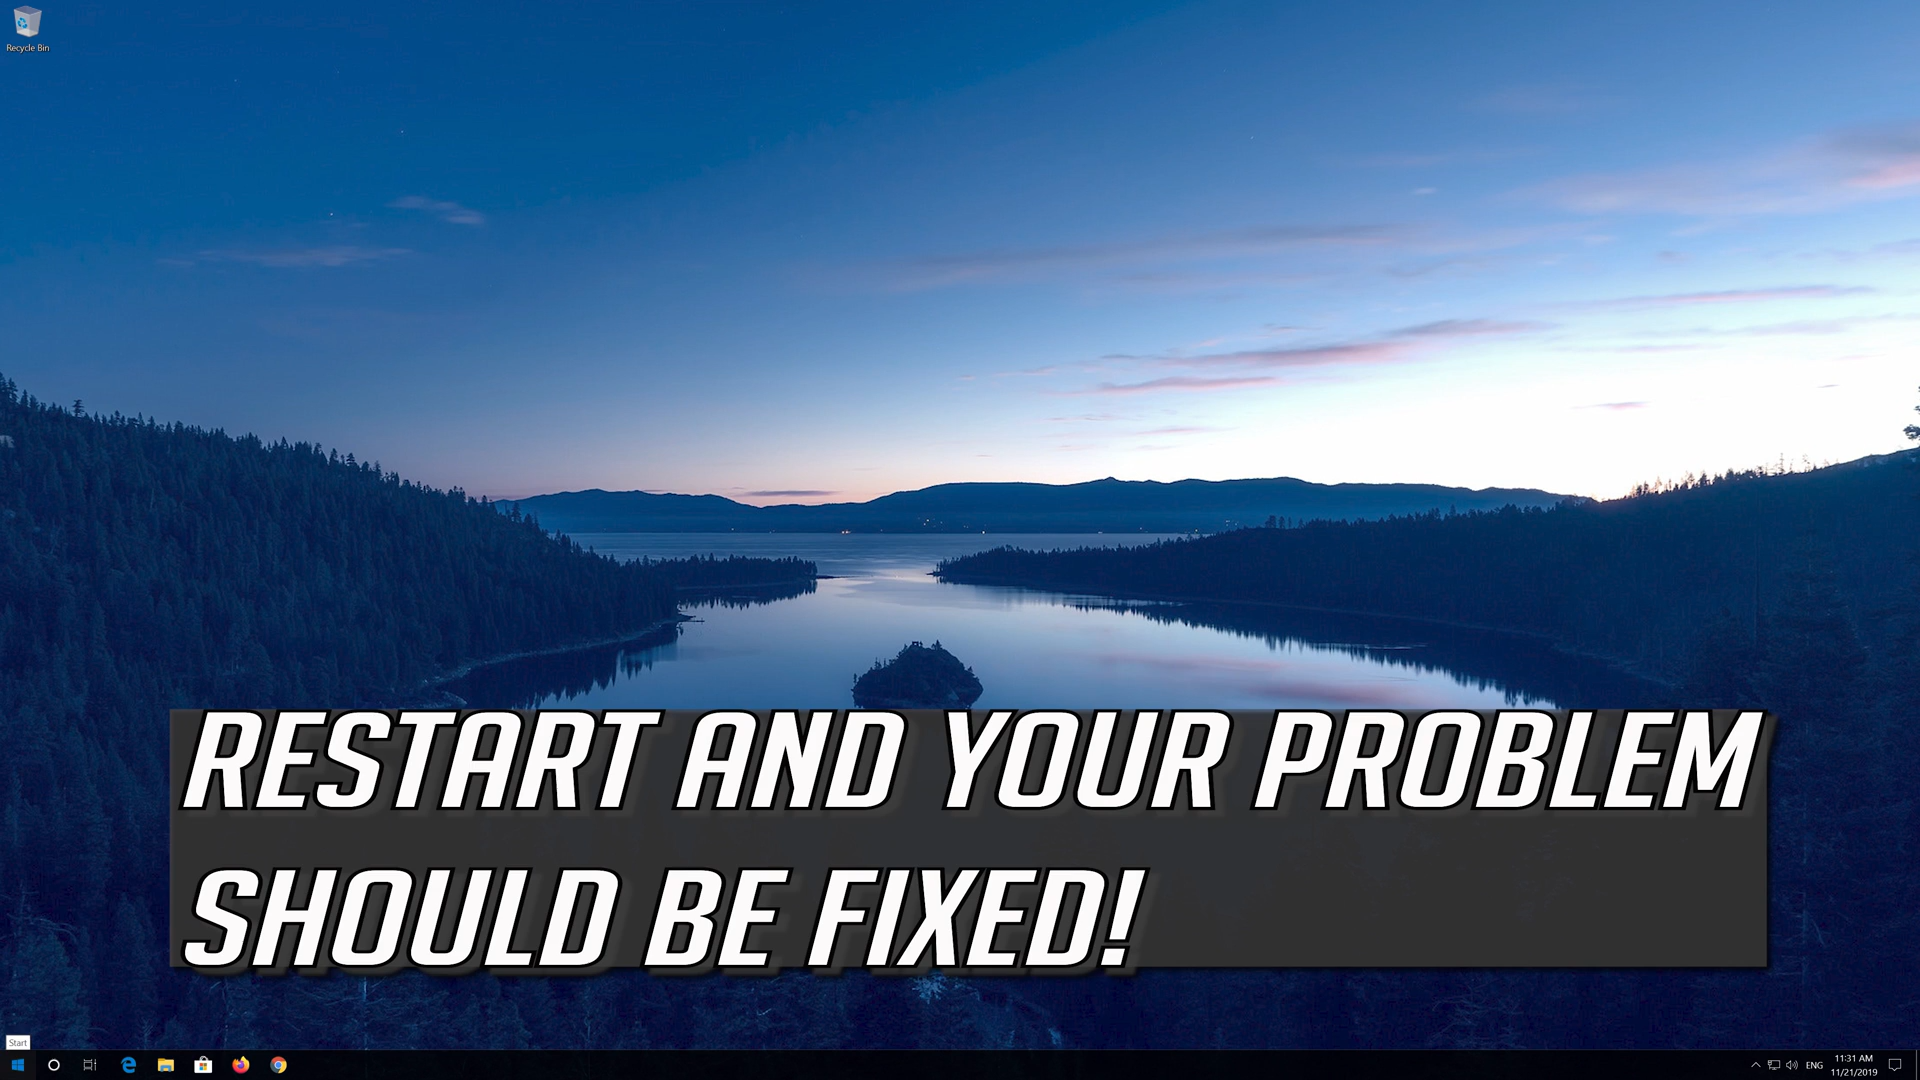 Recycle Bin
RESTART AND YOUR PROBLEM
SHOULD BE FIXED!
Start
ENG
11:31 AM
11/21/2019